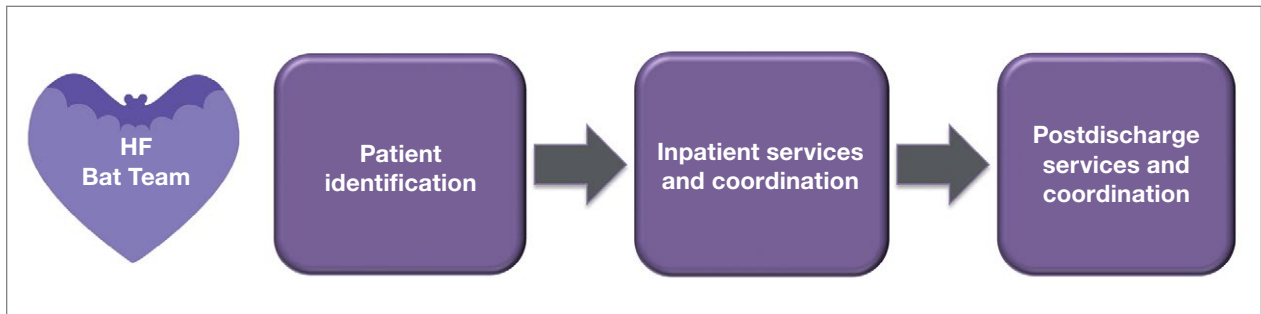 HF
Bat Team
Patient
identification
Inpatient services
and coordination
Postdischarge
services and
coordination